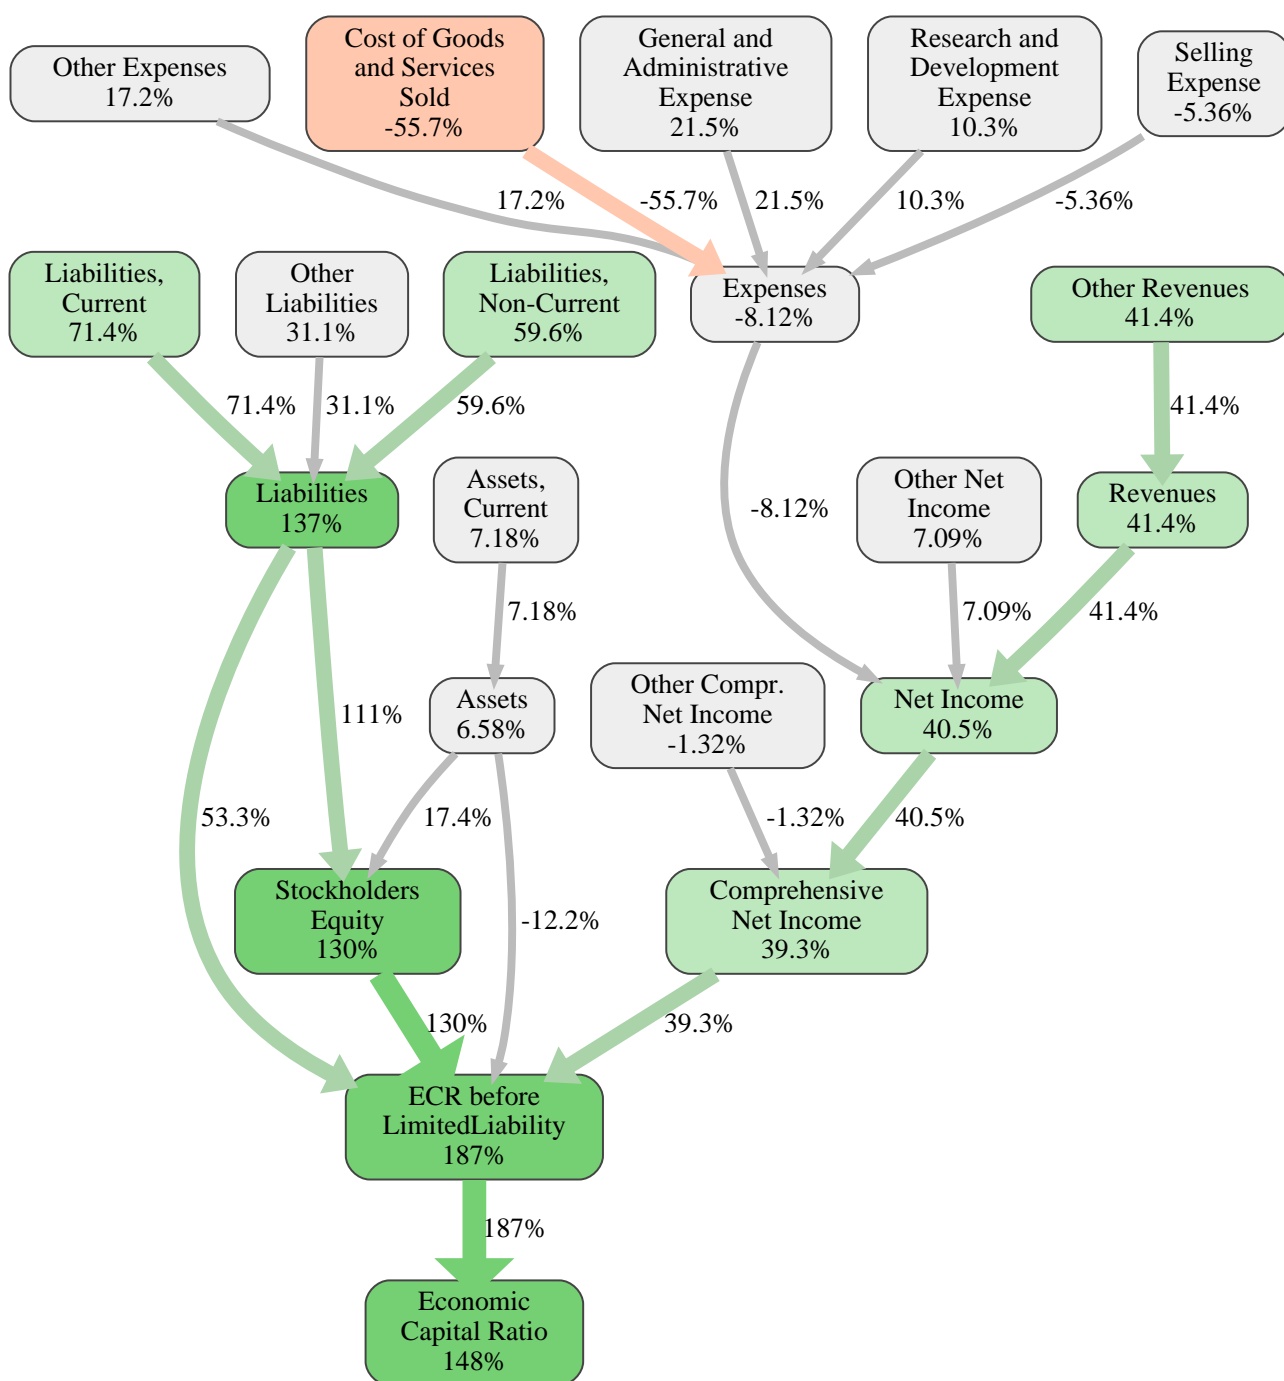 Other Expenses
17.2%
Cost of Goods
and Services
Sold
-55.7%
General and
Administrative
Expense
21.5%
Research and
Development
Expense
10.3%
Selling
Expense
-5.36%
17.2%
-55.7%
21.5%
10.3%
-5.36%
Liabilities,
Current
71.4%
Other
Liabilities
31.1%
Liabilities,
Non-Current
59.6%
Expenses
-8.12%
Other Revenues
41.4%
71.4%
31.1%
59.6%
41.4%
Liabilities
137%
Assets,
Current
7.18%
-8.12%
Other Net
Income
7.09%
Revenues
41.4%
7.18%
7.09%
41.4%
111%
Assets
6.58%
Other Compr.
Net Income
-1.32%
Net Income
40.5%
53.3%
17.4%
-1.32%
40.5%
Stockholders
Equity
130%
-12.2%
Comprehensive
Net Income
39.3%
130%
39.3%
ECR before
LimitedLiability
187%
187%
Economic
Capital Ratio
148%